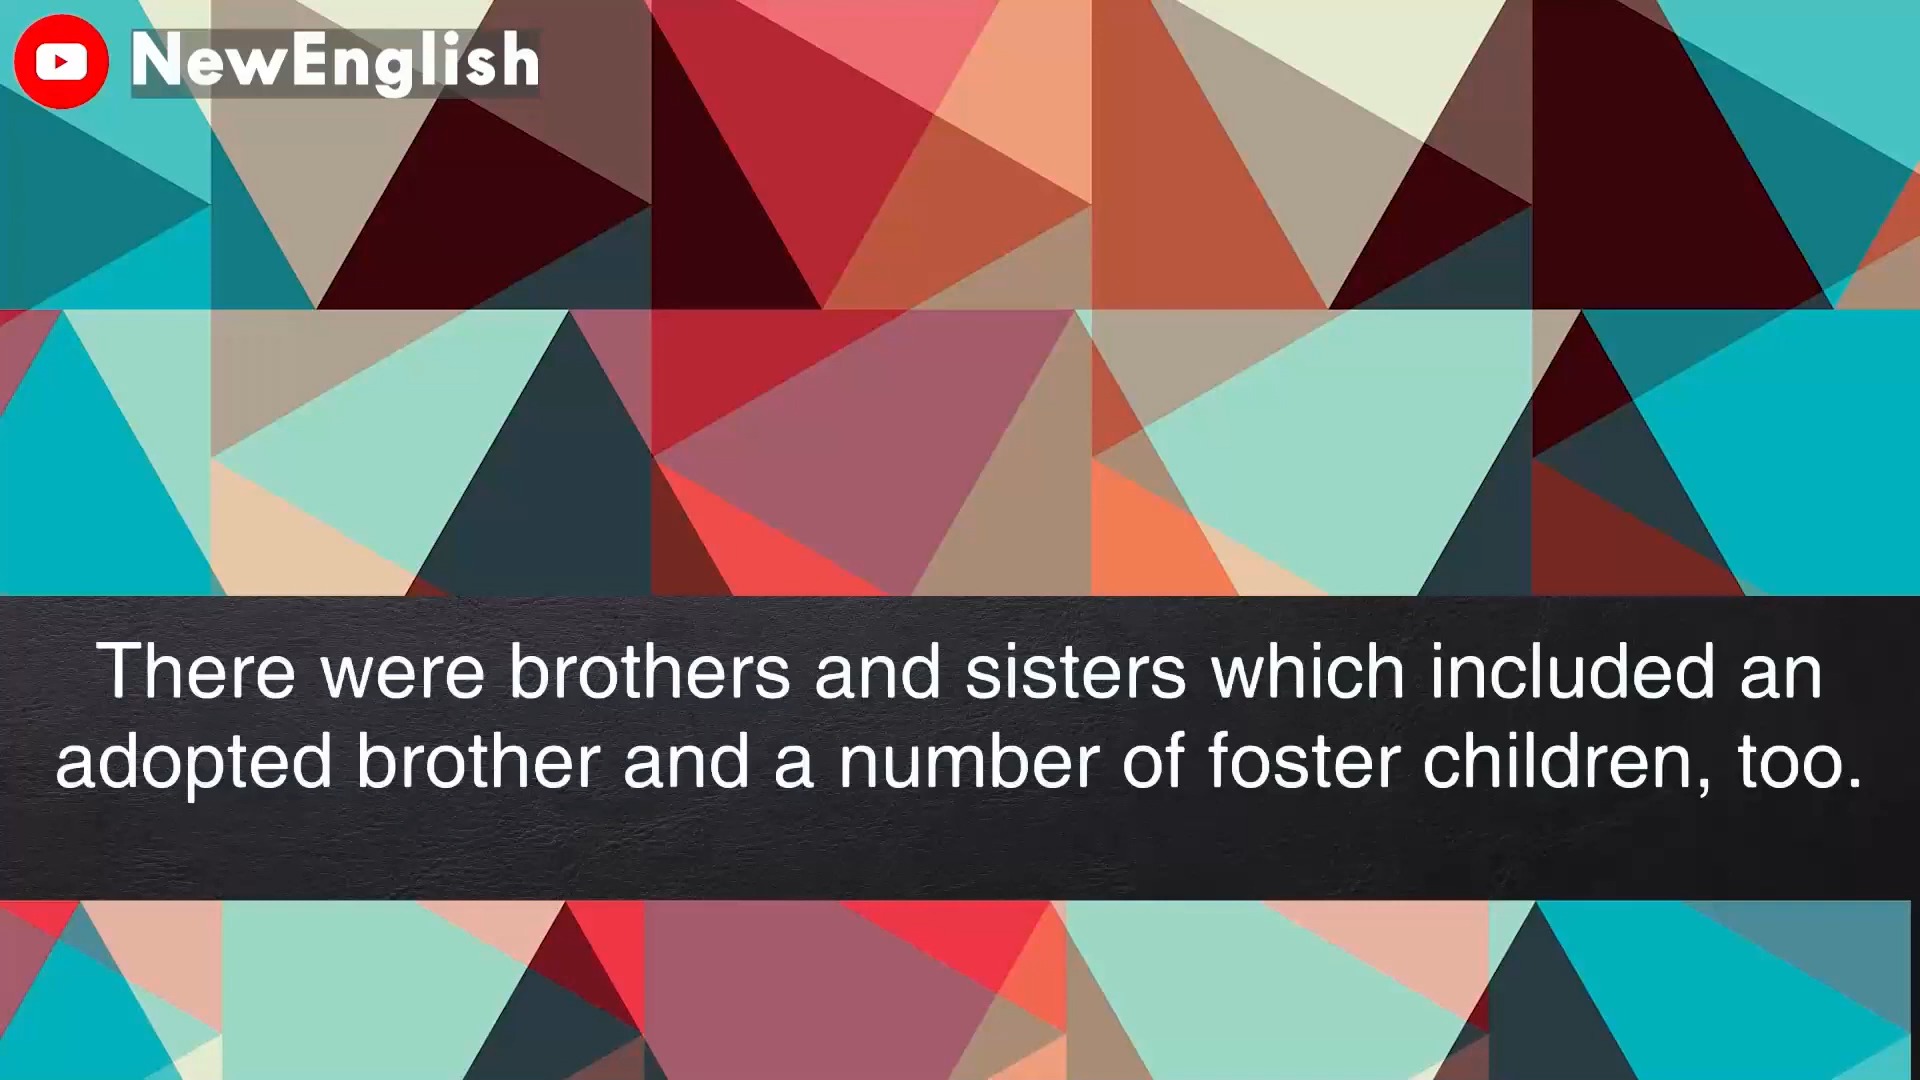 NewEnglish
There were brothers and sisters which included an
adopted brother and a number of foster children, too.